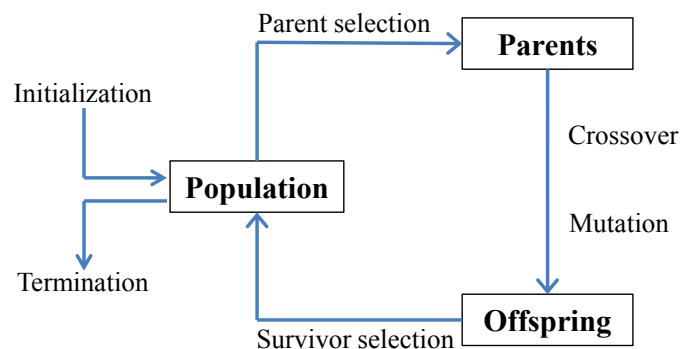 Parent selection
Parents
Initialization
Crossover
Population
Mutation
Termination
Offspring
Survivor selection